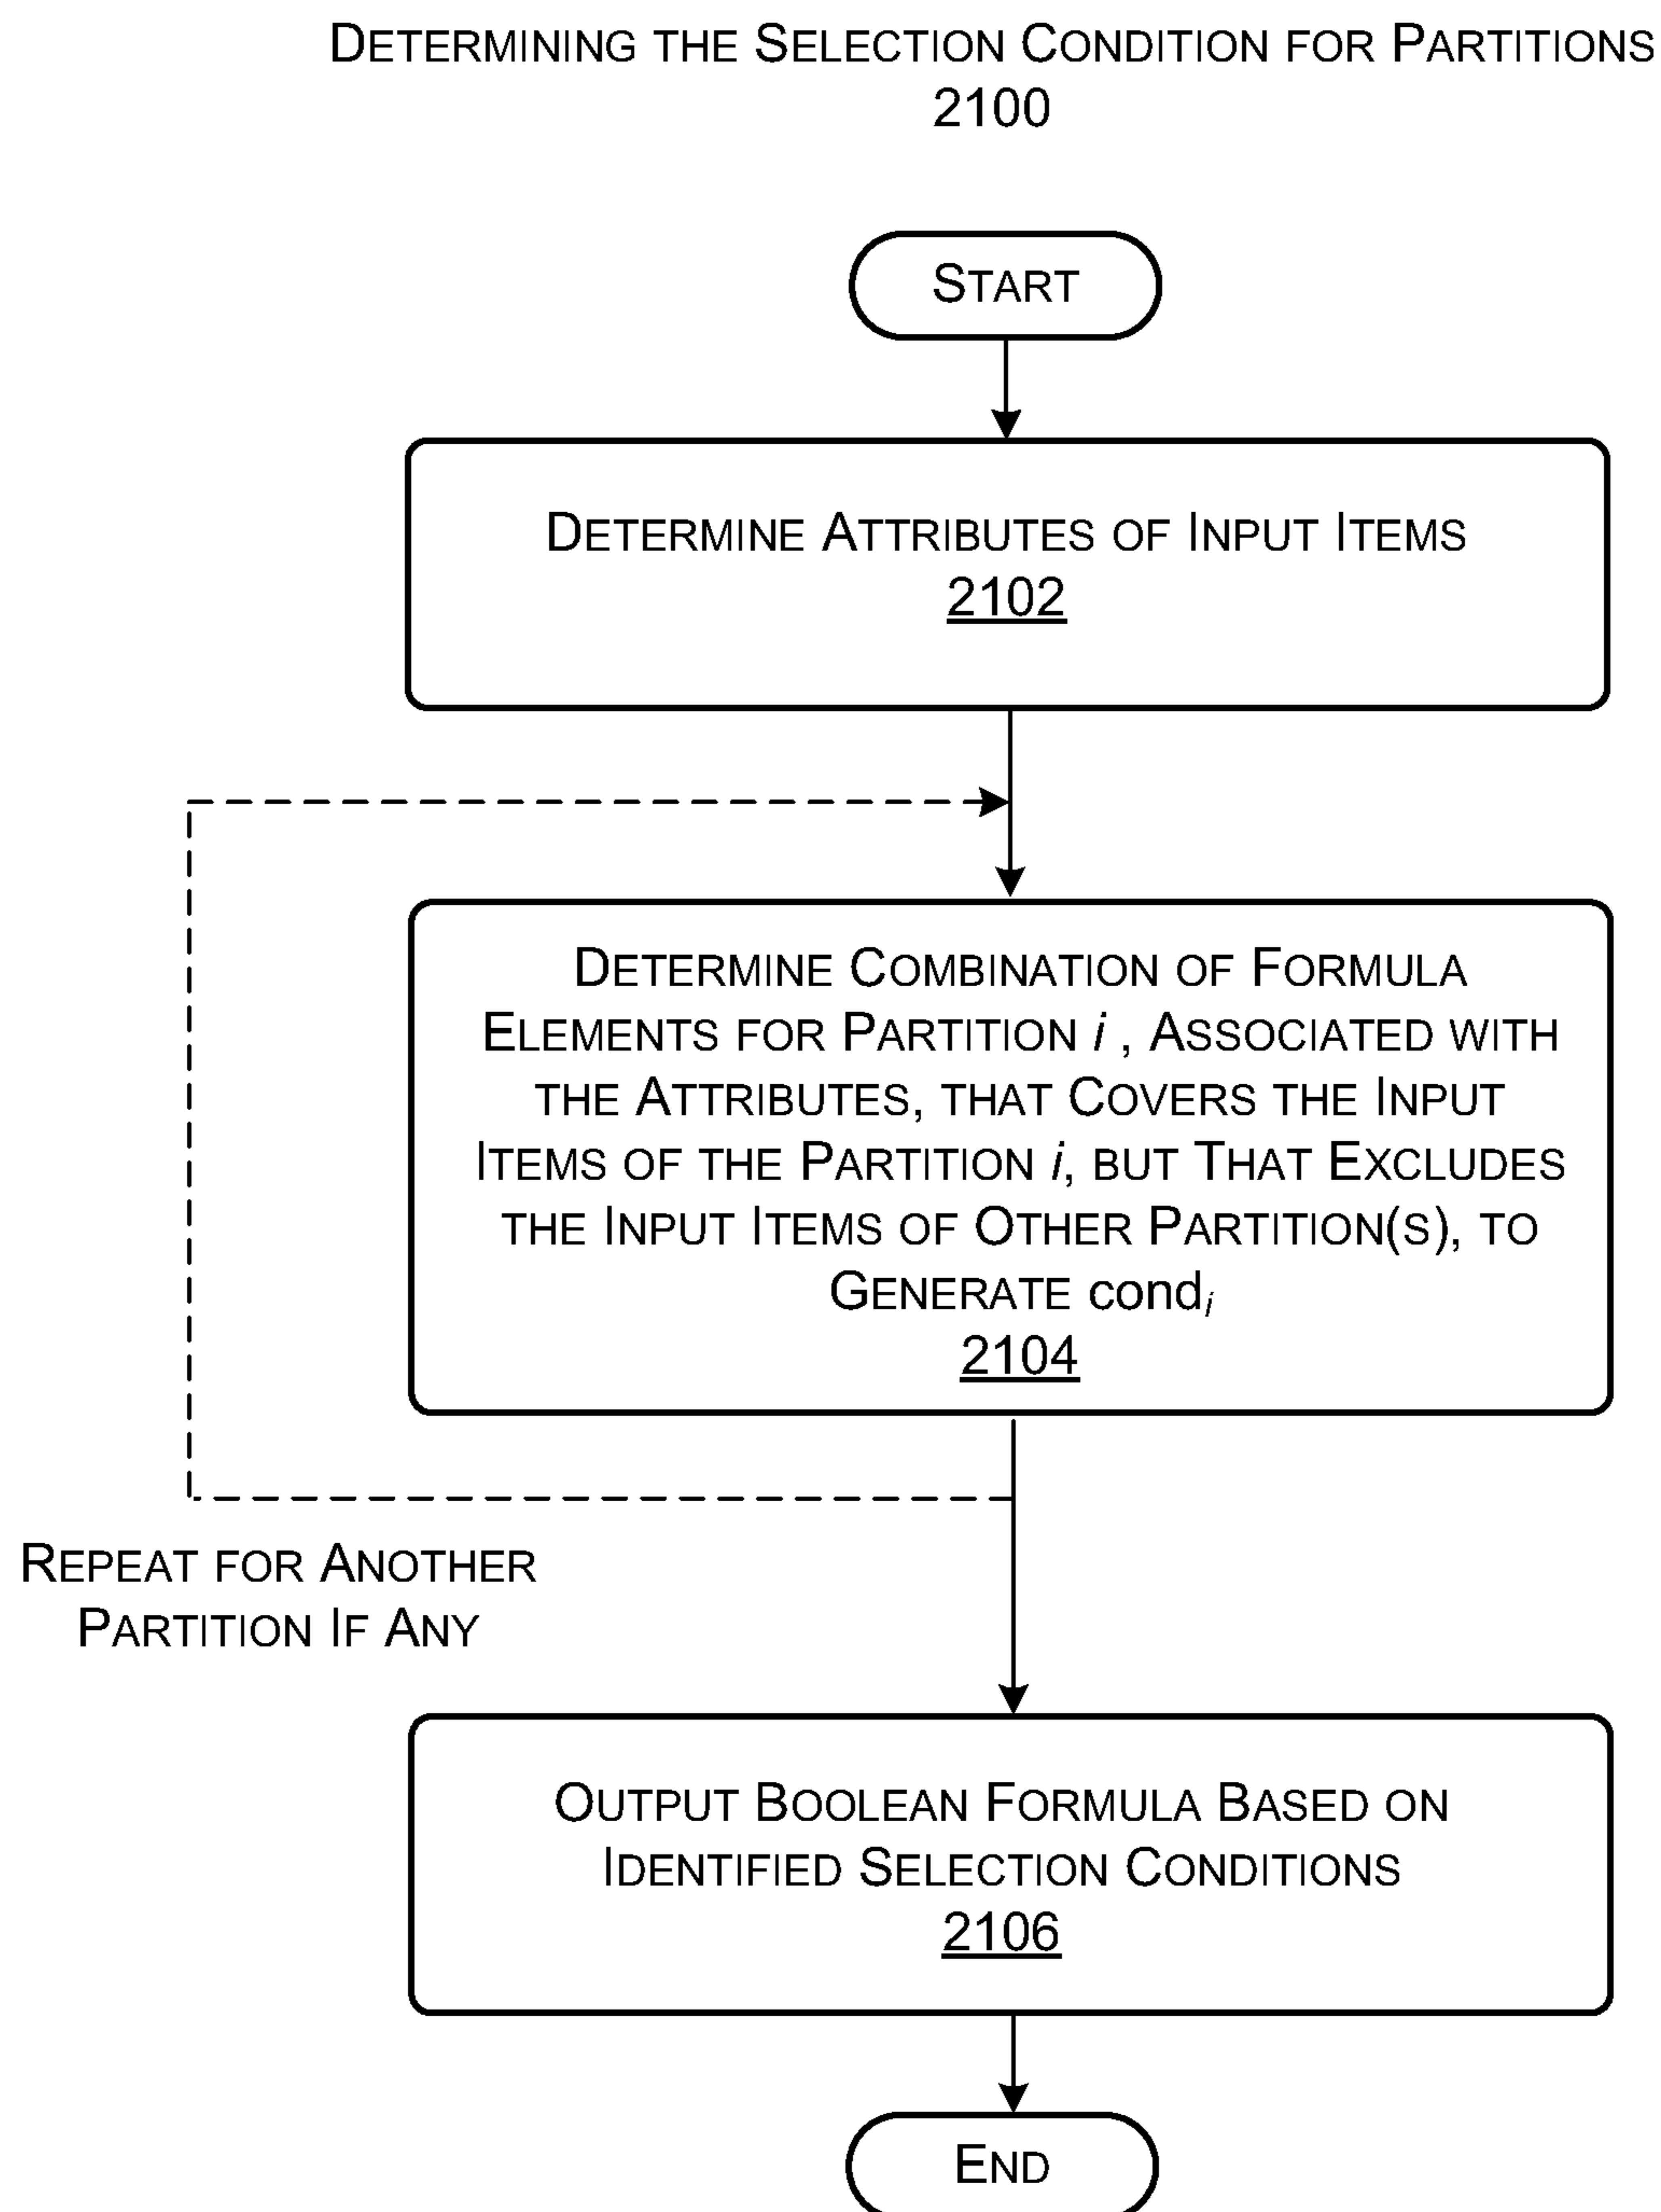 DETERMINING THE SELECTION CONDITION FOR PARTITIONS
2100
START
DETERMINE ATTRIBUTES OF INPUT ITEMS
2102
DETERMINE COMBINATION OF FORMULA
ELEMENTS FOR PARTITION i , ASSOCIATED WITH
THE ATTRIBUTES, THAT COVERS THE INPUT
ITEMS OF THE PARTITION i, BUT THAT EXCLUDES
THE INPUT ITEMS OF OTHER PARTITION(S), TO
GENERATE cond i
2104
REPEAT FOR ANOTHER
PARTITION IF ANY
OUTPUT BOOLEAN FORMULA BASED ON
IDENTIFIED SELECTION CONDITIONS
2106
END